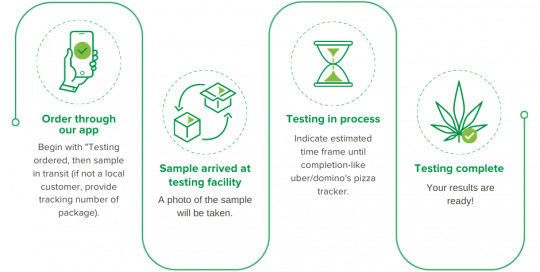 Order through
our app
Begin with "Testing
ordered, then sample
in transit (if not a local
customer, provide
tracking number of
package).
Sample arrived at
testing facility
A photo of the sample
will be taken.
Testing in process
Indicate estimated
time frame until
completion-like
uber/domino's pizza
tracker.
Testing complete
Your results are
ready!